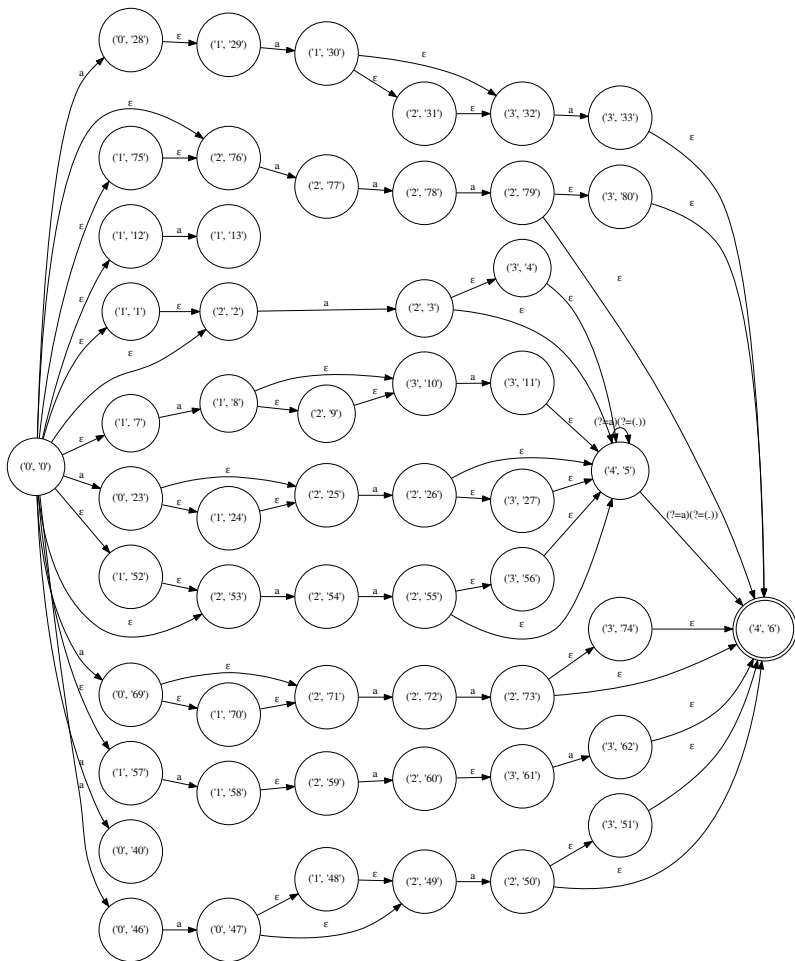 ('0', '28')
ε
('1', '29')
a
('1', '30')
ε
ε
('2', '31')
ε
('3', '32')
a
('3', '33')
ε
a
ε
('1', '75')
ε
('2', '76')
a
('2', '77')
a
('2', '78')
a
('2', '79')
ε
('3', '80')
ε
ε
ε
('1', '12')
a
('1', '13')
ε
('3', '4')
ε
ε
('1', '1')
ε
('2', '2')
a
('2', '3')
ε
ε
ε
ε
('1', '7')
a
('1', '8')
ε
ε
('2', '9')
ε
('3', '10')
a
('3', '11')
ε
(?=a)(?=(.))
('0', '0')
ε
('4', '5')
a
('0', '23')
ε
ε
('1', '24')
ε
('2', '25')
a
('2', '26')
ε
ε
('3', '27')
ε
(?=a)(?=(.))
ε
('1', '52')
ε
('2', '53')
a
('2', '54')
a
('2', '55')
ε
('3', '56')
ε
ε
ε
('4', '6')
a
('0', '69')
ε
ε
('1', '70')
ε
('2', '71')
a
('2', '72')
a
('2', '73')
ε
('3', '74')
ε
ε
ε
('1', '57')
a
('1', '58')
ε
('2', '59')
a
('2', '60')
ε
('3', '61')
a
('3', '62')
ε
a
a
('0', '40')
ε
('3', '51')
('0', '46')
a
('0', '47')
ε
('1', '48')
ε
ε
('2', '49')
a
('2', '50')
ε
ε